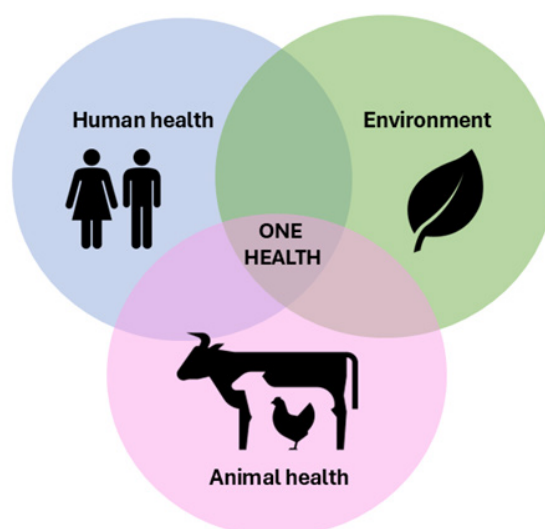 Human health
Environment
ONE
HEALTH
Animal health